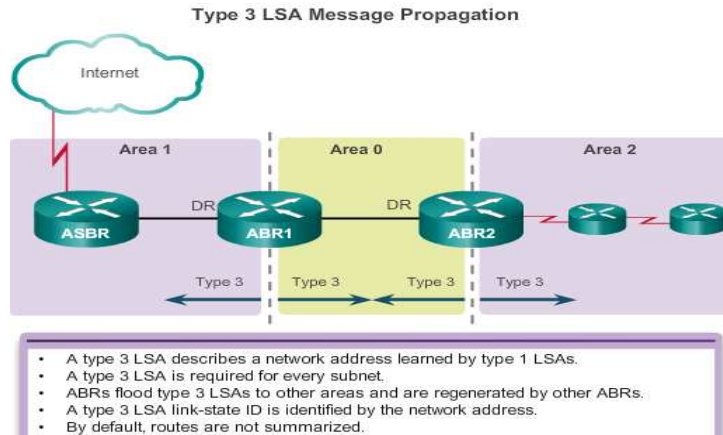 Type 3 LSA Message Propagation
Internet
Area 1
Area 0
Area 2
DR
DR
ASBR
ABR1
ABR2
Type 3
Type 3
Type 3
Type 3
• A type 3 LSA describes a network address learned by type 1 LSAs.
• A type 3 LSA is required for every subnet.
• ABRs flood type 3 LSAs to other areas and are regenerated by other ABRs.
• A type 3 LSA link-state ID is identified by the network address.
• By default, routes are not summarized.